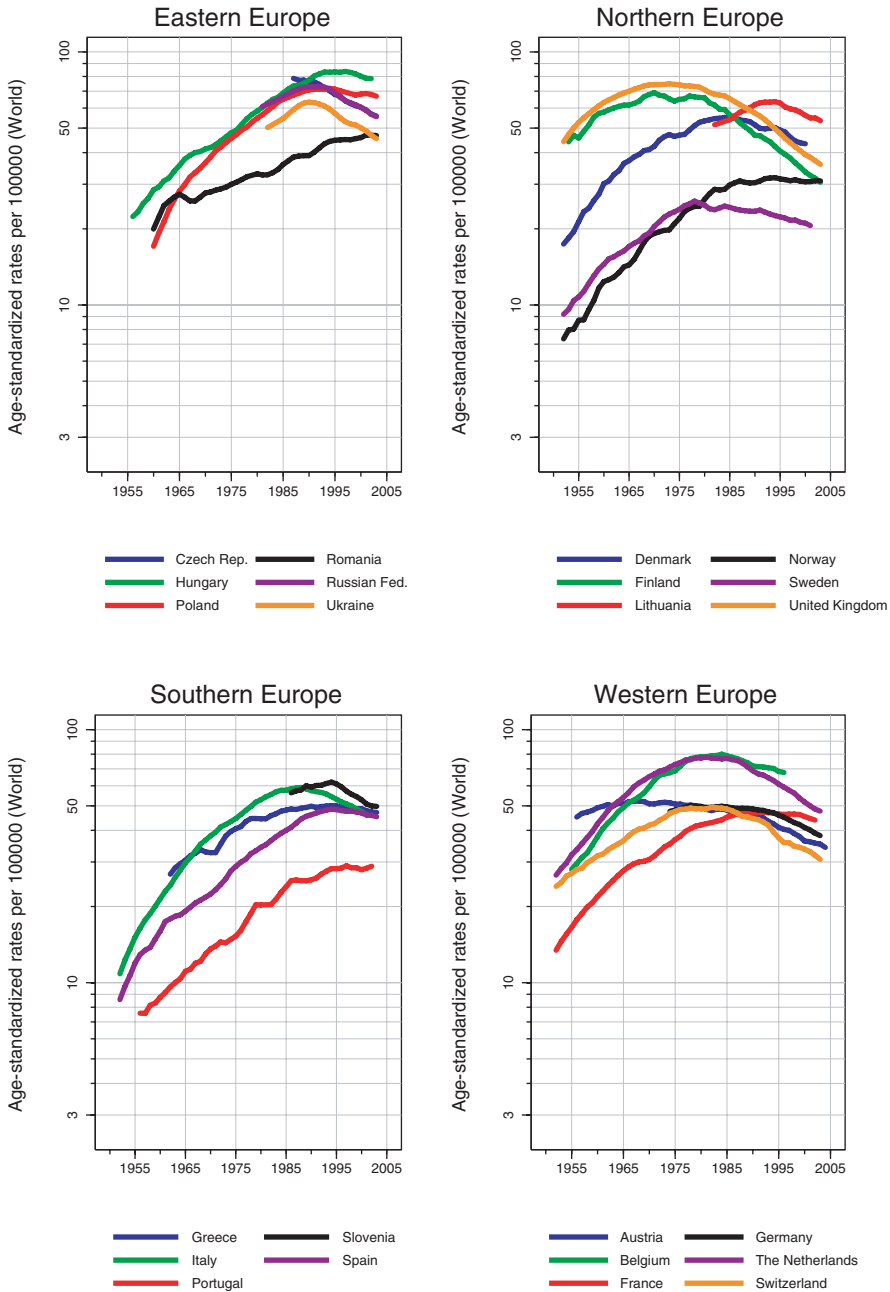 Eastern Europe
Age-standardized rates per 100000 (World)
100
50
10
3
1955 1965 1975 1985 1995 2005
Czech Rep. Romania
Hungary Russian Fed.
Poland Ukraine
Northern Europe
Age-standardized rates per 100000 (World)
100
50
10
3
1955 1965 1975 1985 1995 2005
Denmark Norway
Finland Sweden
Lithuania United Kingdom
Southern Europe
Age-standardized rates per 100000 (World)
100
50
10
3
1955 1965 1975 1985 1995 2005
Greece Slovenia
Italy Spain
Portugal
Western Europe
Age-standardized rates per 100000 (World)
100
50
10
3
1955 1965 1975 1985 1995 2005
Austria Germany
Belgium The Netherlands
France Switzerland